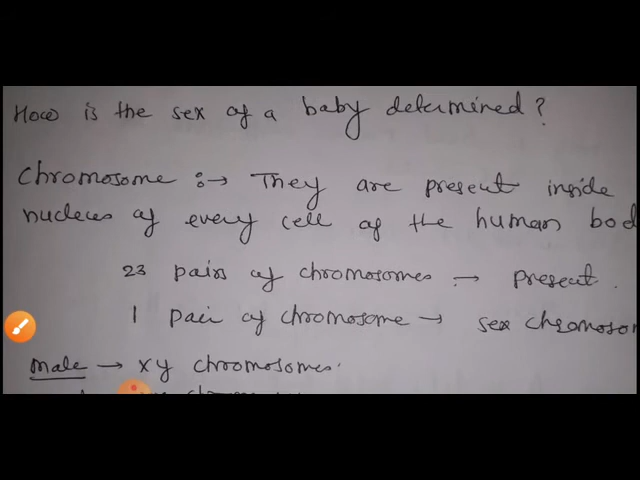 How is the sex of a baby determined?
Chromosome :→ They are present inside
nucleus of every cell of the human bod
23 pairs of chromosomes → present.
1 pair of chromosome → sex chromoson
Male → xy chromosomes.